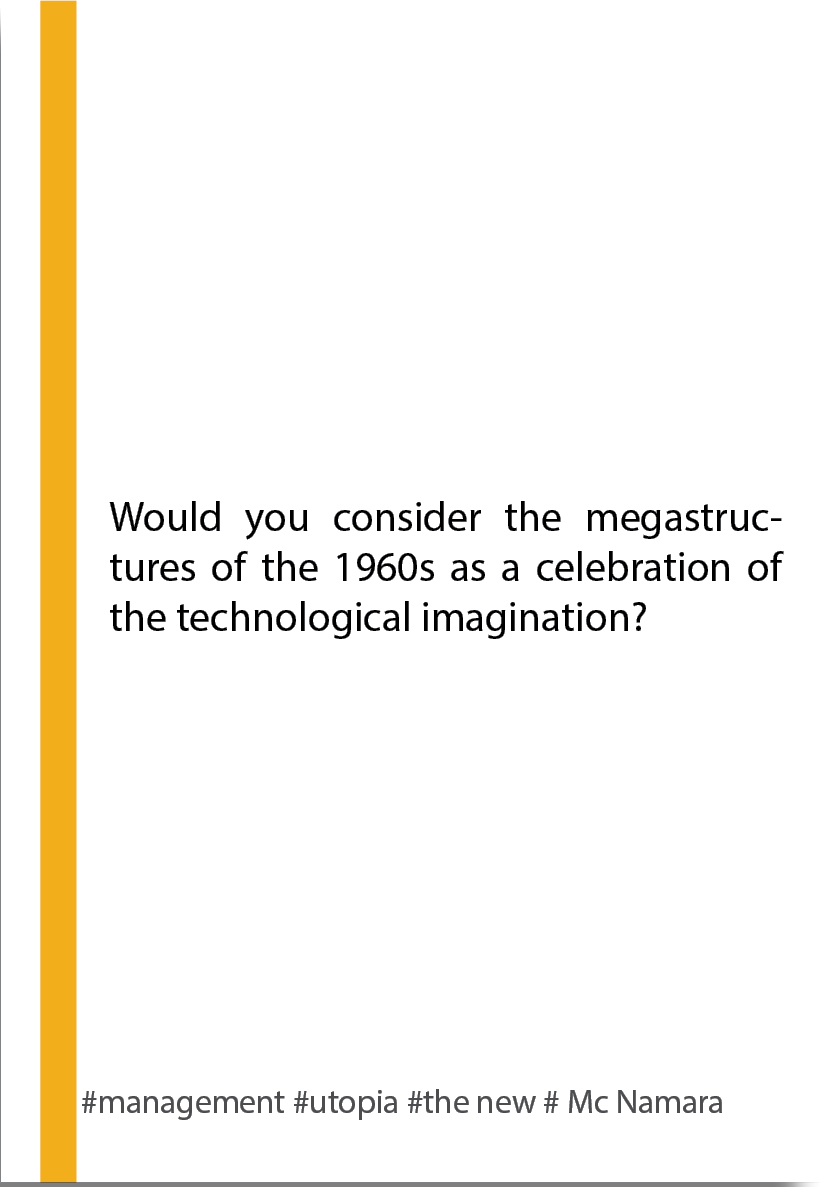 Would you consider the megastruc-
tures of the 1960s as a celebration of
the technological imagination?
#management #utopia #the new # Mc Namara